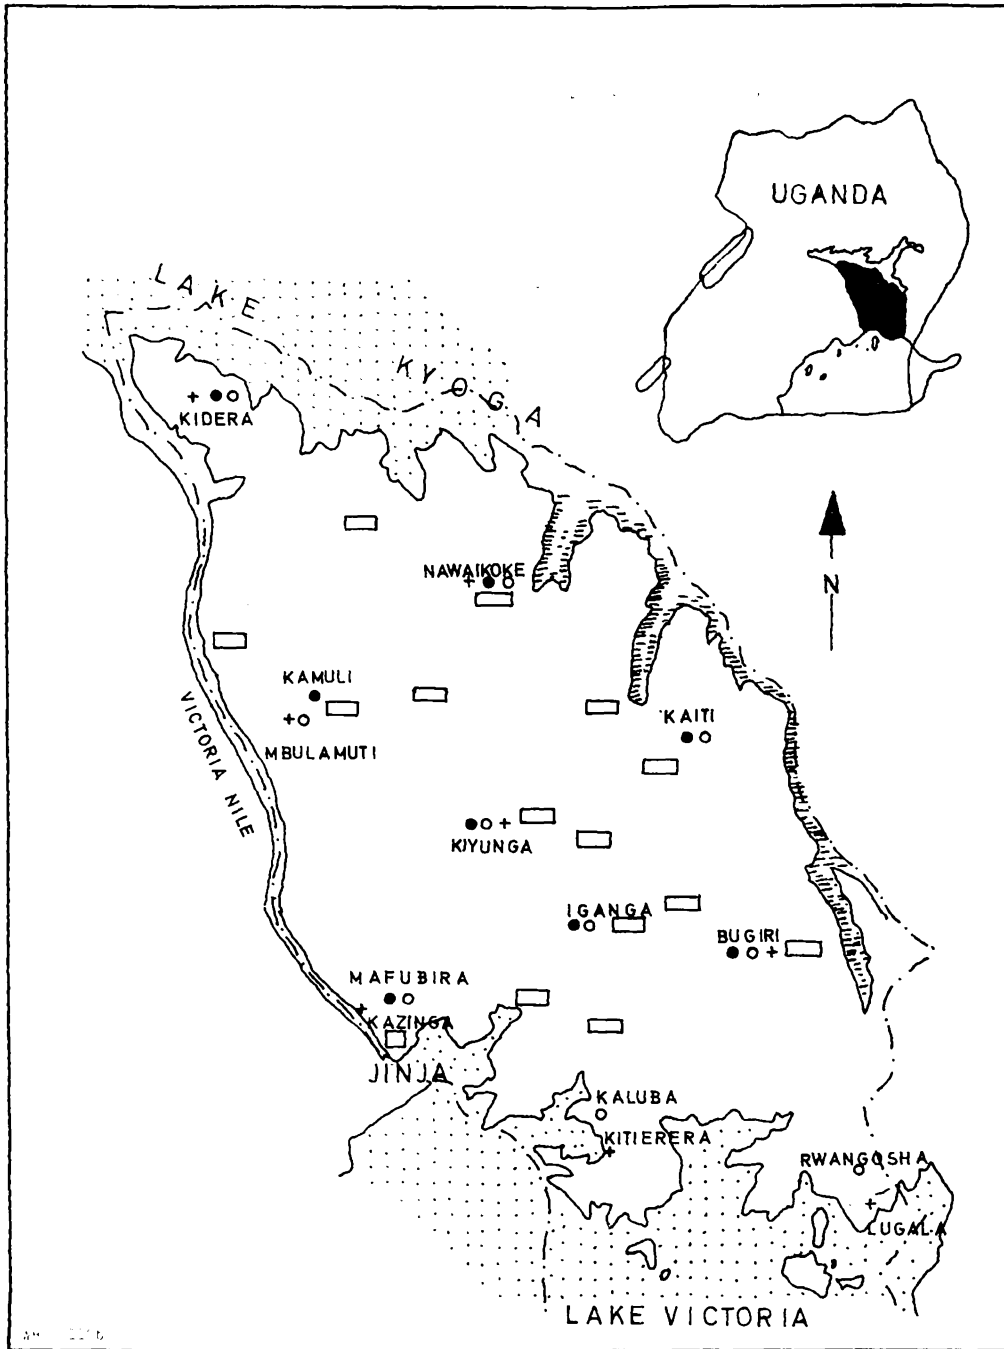 UGANDA
LAKE
KYOGA
KIDERA
NAWAIKOKE
N
KAMULI
KAITI
VICTORIA NILE
MBULAMUTI
KIYUNGA
IGANGA
BUGIRI
MAFUBIRA
KAZINGA
JINJA
KALUBA
KITIERERA
RWANGOSHA
LUGALA
LAKE VICTORIA